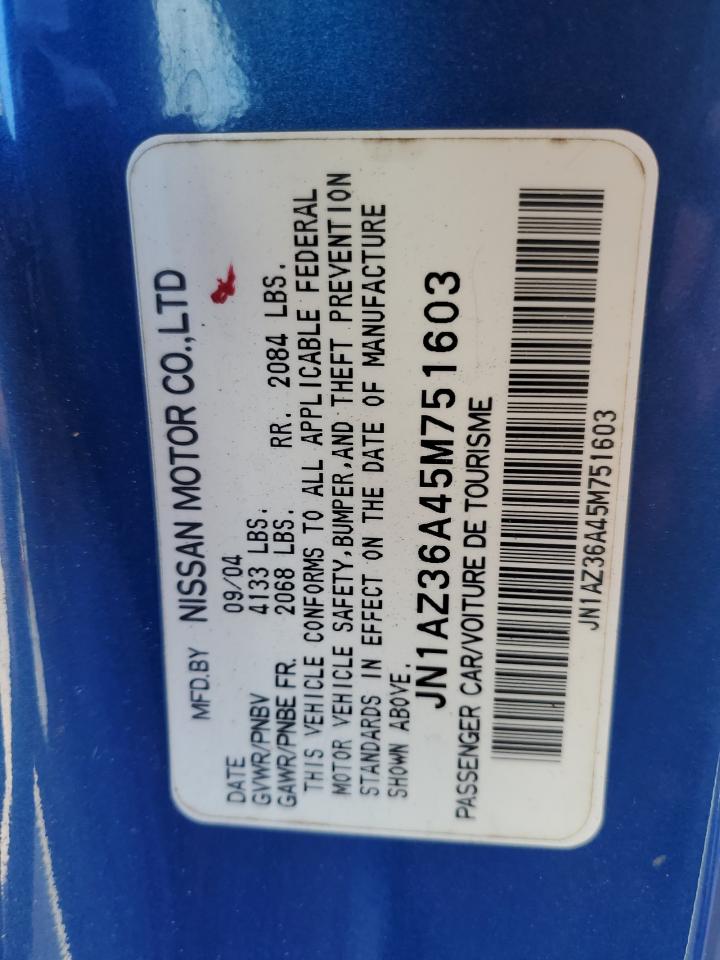 MFD.BY NISSAN MOTOR CO.,LTD
DATE 09/04
GVWR/PNBV 4133 LBS.
GAWR/PNBE FR. 2068 LBS. RR. 2084 LBS.
THIS VEHICLE CONFORMS TO ALL APPLICABLE FEDERAL
MOTOR VEHICLE SAFETY,BUMPER,AND THEFT PREVENTION
STANDARDS IN EFFECT ON THE DATE OF MANUFACTURE
SHOWN ABOVE.
JN1AZ36A45M751603
PASSENGER CAR/VOITURE DE TOURISME
JN1AZ36A45M751603